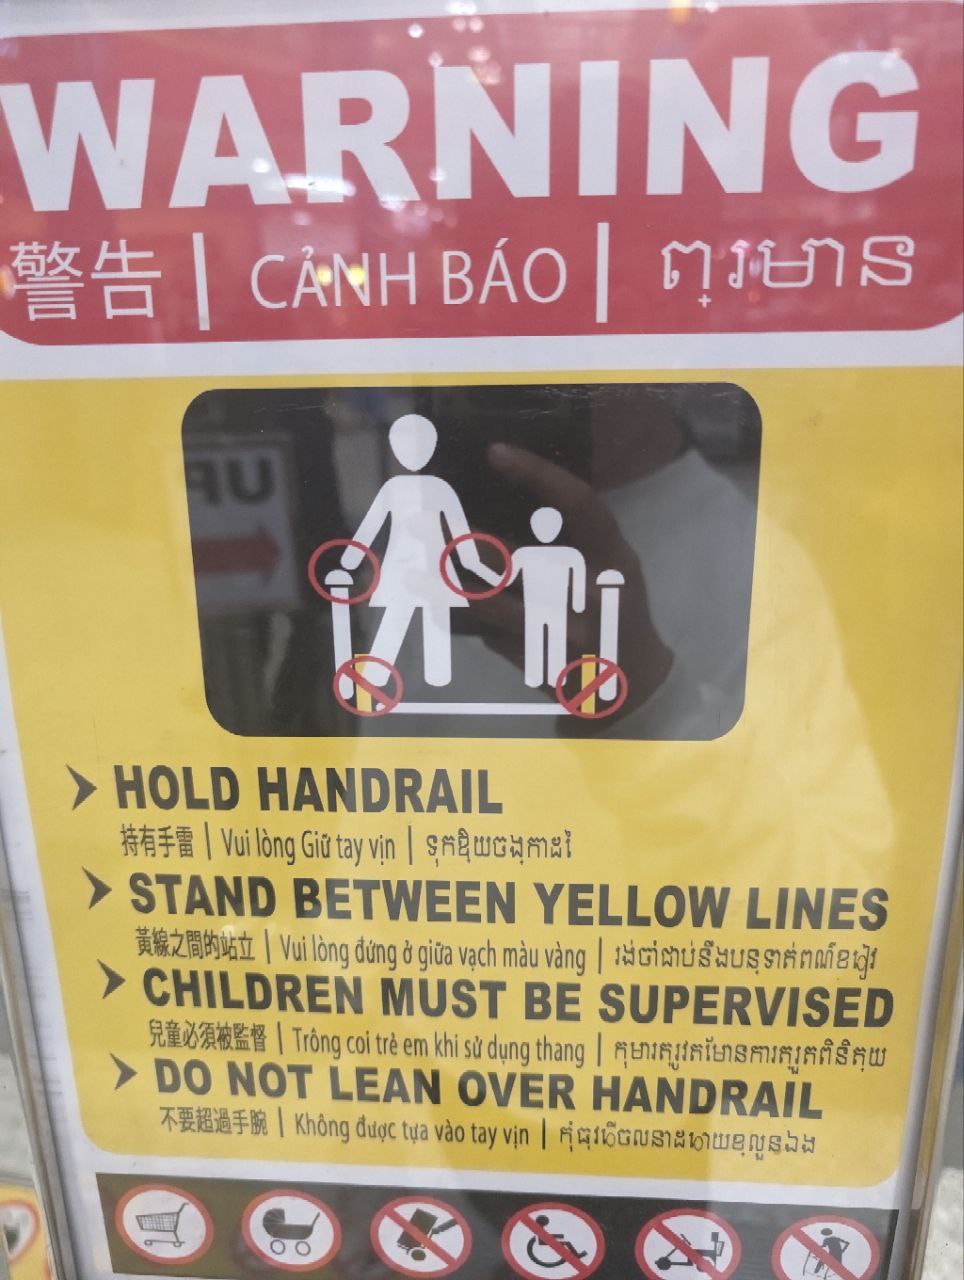 WARNING
警告 | CẢNH BÁO | ព្រមាន
UP
HOLD HANDRAIL
持有手雷 | Vui lòng Giữ tay vịn |
STAND BETWEEN YELLOW LINES
黃線之間的站立 | Vui lòng đứng ở giữa vạch màu vàng |
CHILDREN MUST BE SUPERVISED
兒童必須被監督 | Trông coi trẻ em khi sử dụng thang |
DO NOT LEAN OVER HANDRAIL
不要超過手腕 | Không được tựa vào tay vịn |